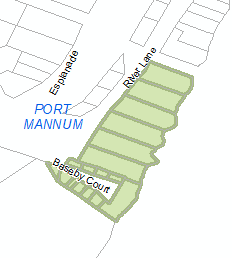 River Lane
Esplanade
PORT
MANNUM
Baseby Court